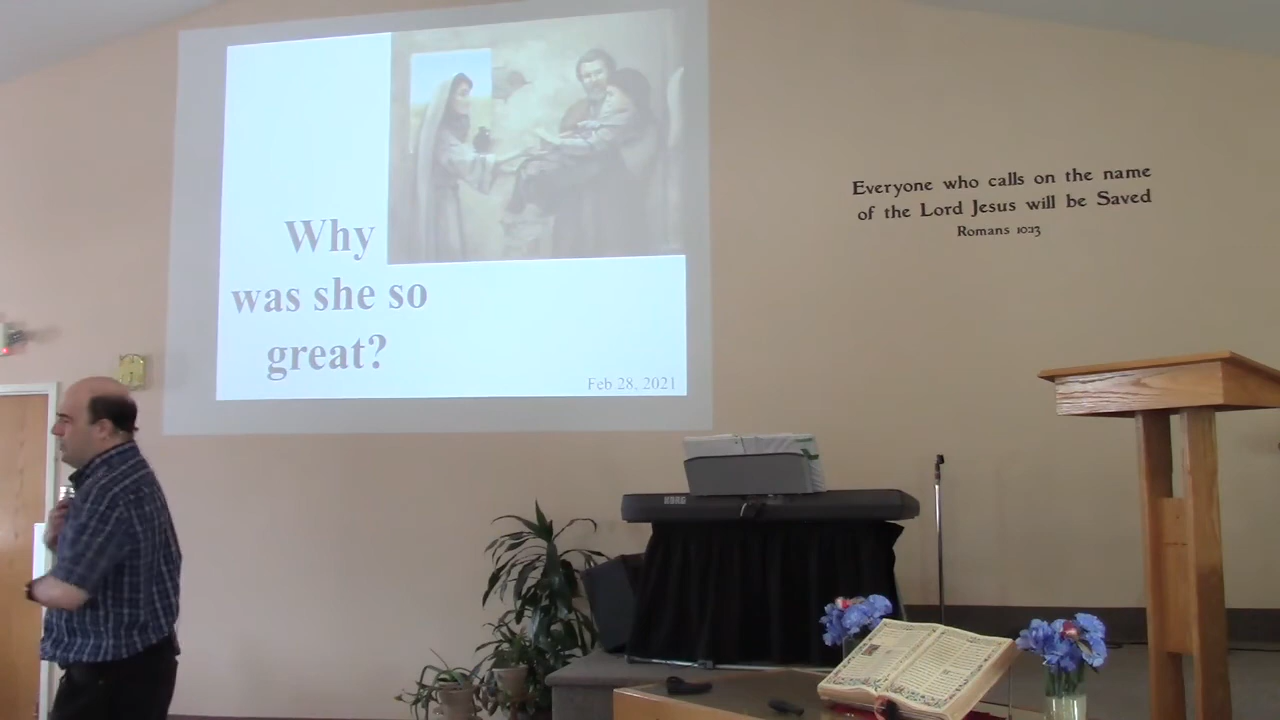 Why
was she so
great?
Feb 28, 2021
Everyone who calls on the name
of the Lord Jesus will be Saved
Romans 10:13
KORG